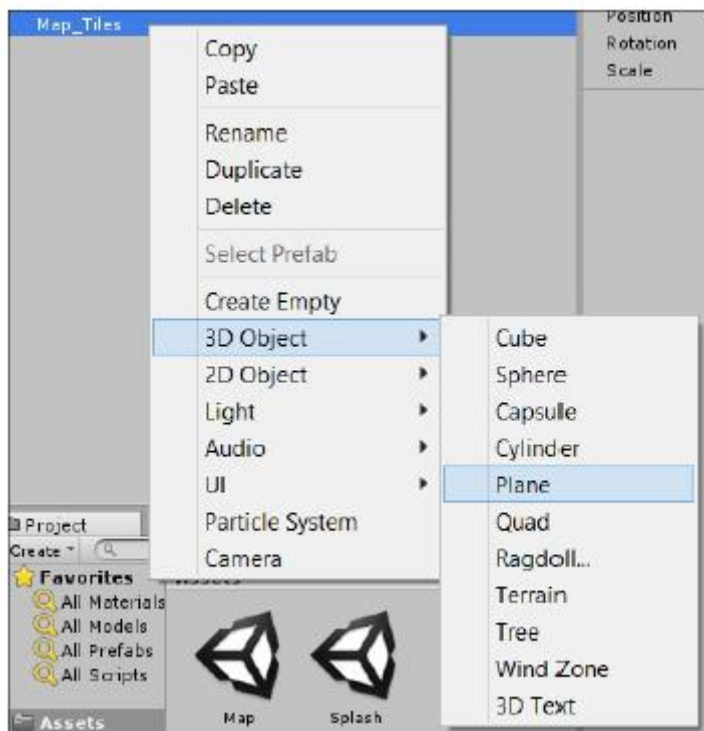 Map_Tiles
Position
Rotation
Scale
Copy
Paste
Rename
Duplicate
Delete
Select Prefab
Create Empty
3D Object
2D Object
Light
Audio
UI
Particle System
Camera
Cube
Sphere
Capsule
Cylinder
Plane
Quad
Ragdoll...
Terrain
Tree
Wind Zone
3D Text
Project
Create
Favorites
All Materials
All Models
All Prefabs
All Scripts
Assets
Assets
Map
Splash